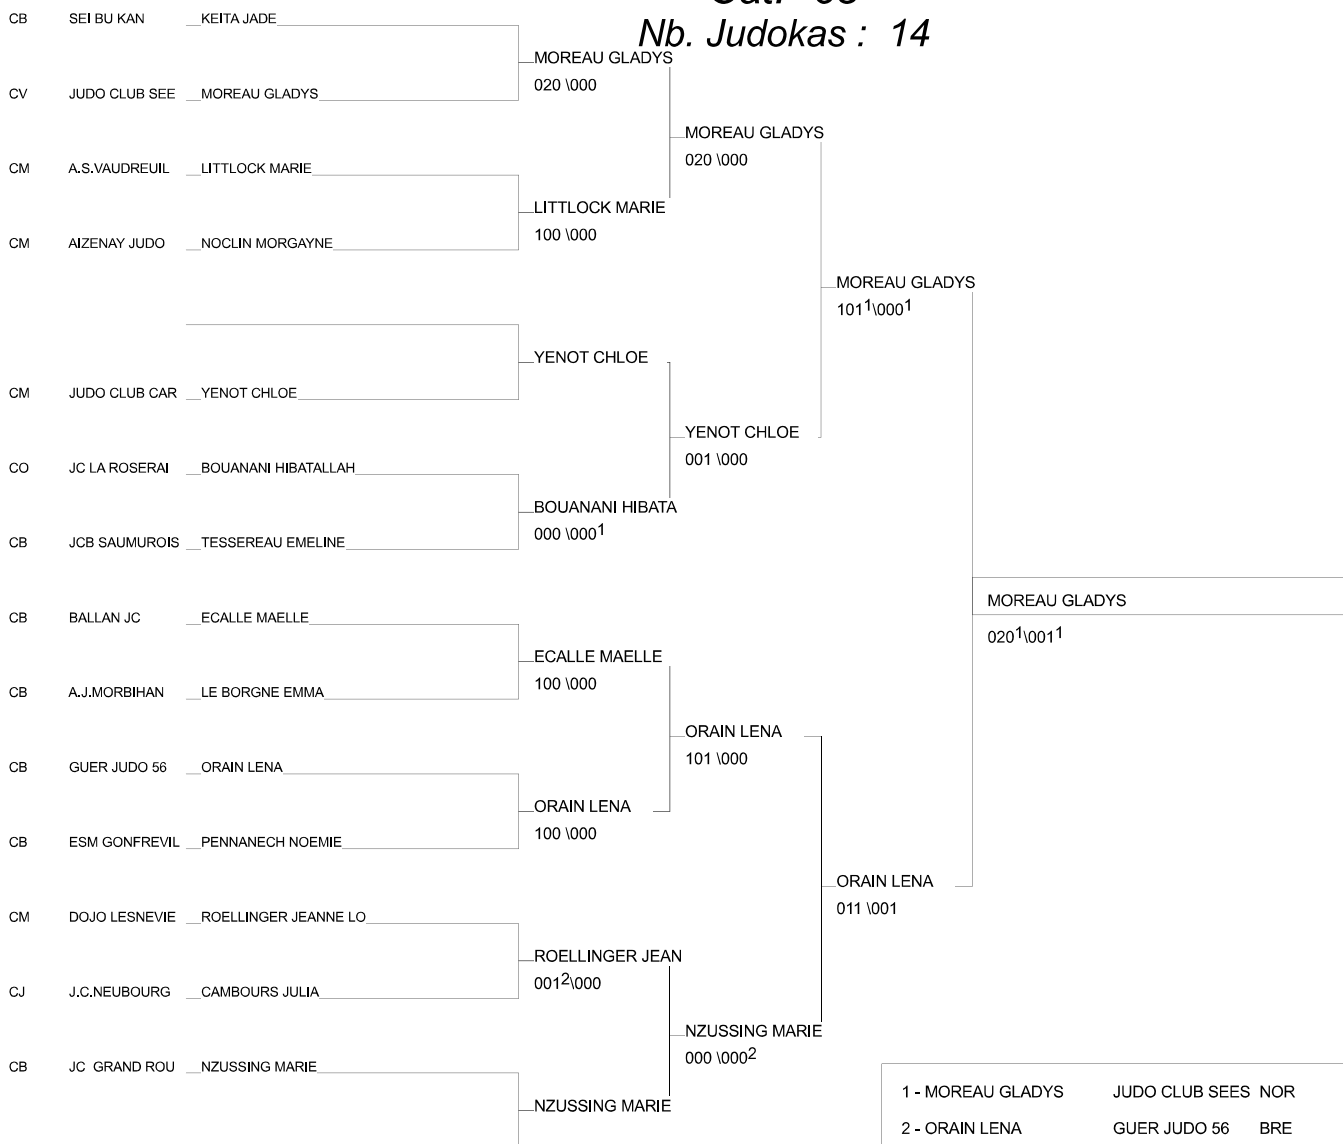 CB SEI BU KAN KEITA JADE
Nb. Judokas : 14
MOREAU GLADYS
020 \000
CV JUDO CLUB SEE MOREAU GLADYS
MOREAU GLADYS
020 \000
CM A.S.VAUDREUIL LITTLOCK MARIE
LITTLOCK MARIE
100 \000
CM AIZENAY JUDO NOCLIN MORGAYNE
MOREAU GLADYS
101¹\000¹
YENOT CHLOE
CM JUDO CLUB CAR YENOT CHLOE
YENOT CHLOE
001 \000
CO JC LA ROSERAI BOUANANI HIBATALLAH
BOUANANI HIBATA
000 \000¹
CB JCB SAUMUROIS TESSEREAU EMELINE
MOREAU GLADYS
020¹\001¹
CB BALLAN JC ECALLE MAELLE
ECALLE MAELLE
100 \000
CB A.J.MORBIHAN LE BORGNE EMMA
ORAIN LENA
101 \000
CB GUER JUDO 56 ORAIN LENA
ORAIN LENA
100 \000
CB ESM GONFREVIL PENNANECH NOEMIE
ORAIN LENA
011 \001
CM DOJO LESNEVIE ROELLINGER JEANNE LO
ROELLINGER JEAN
001²\000
CJ J.C.NEUBOURG CAMBOURS JULIA
NZUSSING MARIE
000 \000²
CB JC GRAND ROU NZUSSING MARIE
NZUSSING MARIE
1 - MOREAU GLADYS JUDO CLUB SEES NOR
2 - ORAIN LENA GUER JUDO 56 BRE